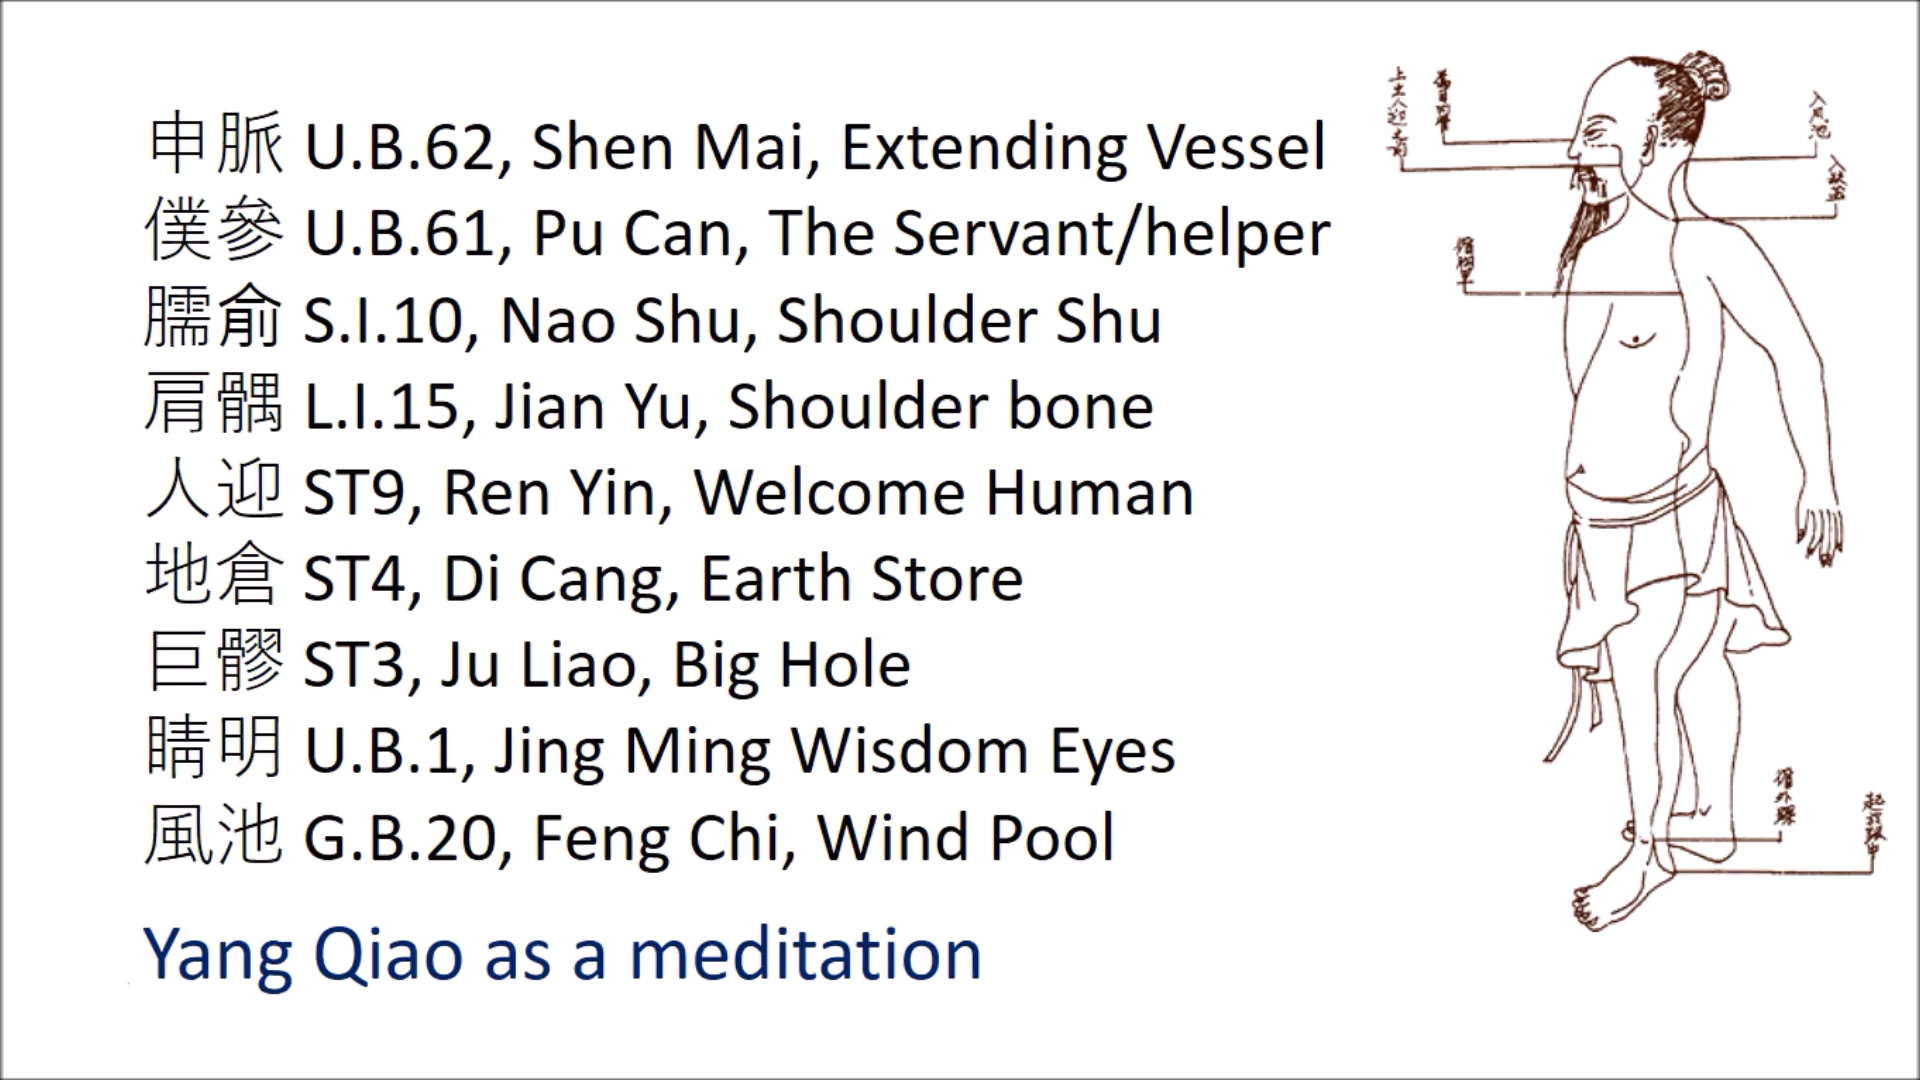 申脈 U.B.62, Shen Mai, Extending Vessel
僕參 U.B.61, Pu Can, The Servant/helper
臑俞 S.I.10, Nao Shu, Shoulder Shu
肩髃 L.I.15, Jian Yu, Shoulder bone
人迎 ST9, Ren Yin, Welcome Human
地倉 ST4, Di Cang, Earth Store
巨髎 ST3, Ju Liao, Big Hole
睛明 U.B.1, Jing Ming Wisdom Eyes
風池 G.B.20, Feng Chi, Wind Pool
Yang Qiao as a meditation
入風池